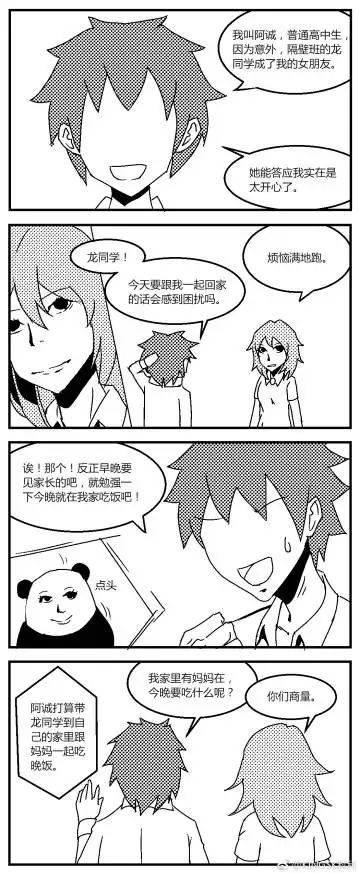 我叫阿诚，普通高中生，
因为意外，隔壁班的龙
同学成了我的女朋友。
她能答应我实在是
太开心了。
龙同学！
今天要跟我一起回家
的话会感到困扰吗。
烦恼满地跑。
诶！那个！反正早晚要
见家长的吧，就勉强一
下今晚就在我家吃饭吧！
点头
阿诚打算带
龙同学到自
己的家里跟
妈妈一起吃
晚饭。
我家里有妈妈在，
今晚要吃什么呢？
你们商量。